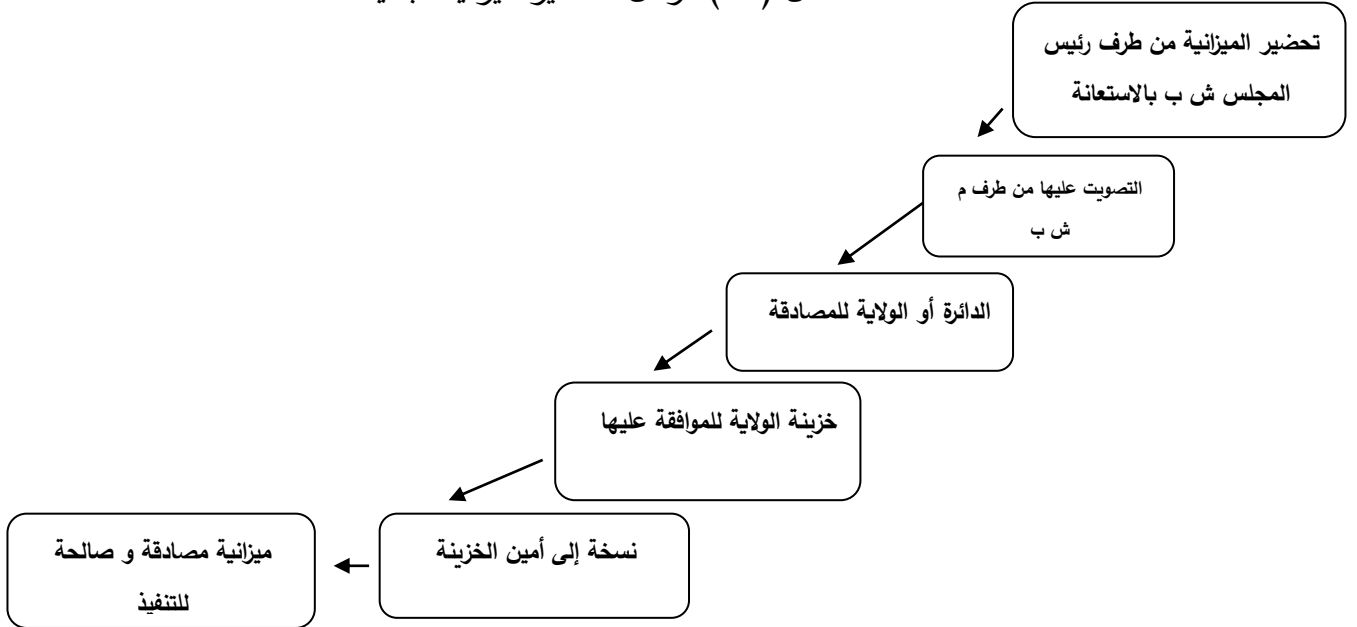 تحضير الميزانية من طرف رئيس
المجلس ش ب بالاستعانة
التصويت عليها من طرف م
ش ب
الدائرة أو الولاية للمصادقة
خزينة الولاية للموافقة عليها
نسخة إلى أمين الخزينة
ميزانية مصادقة و صالحة
للتنفيذ